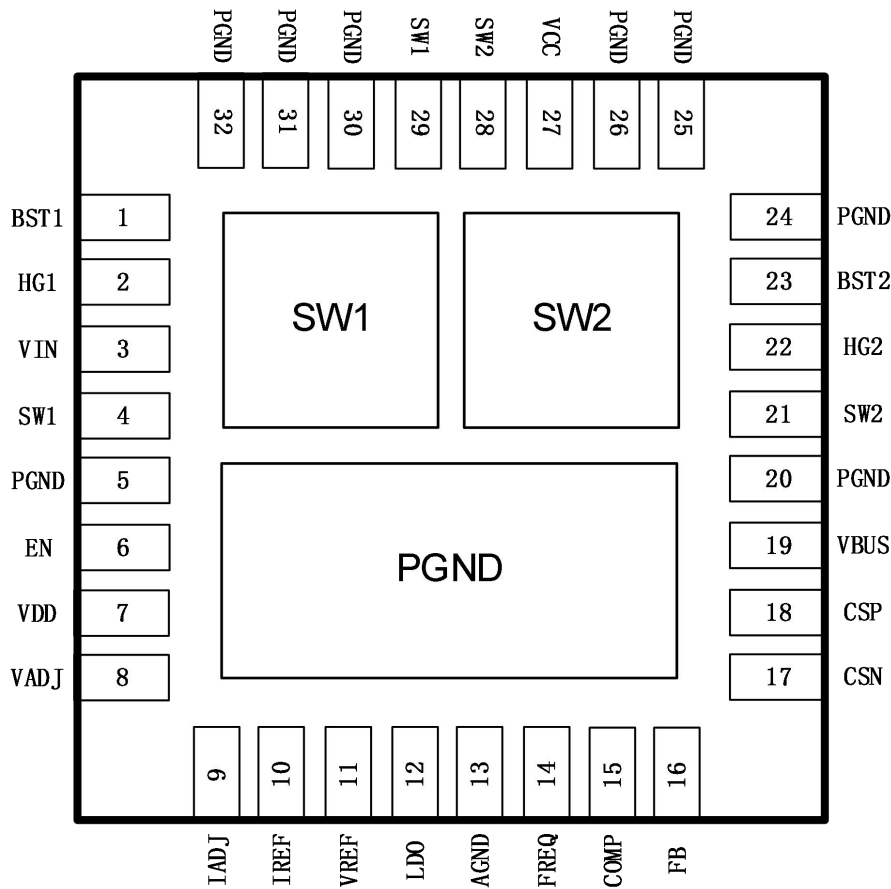 PGND PGND PGND SW1 SW2 VCC PGND PGND
32 31 30 29 28 27 26 25
BST1 1
HG1 2
VIN 3
SW1 4
PGND 5
EN 6
VDD 7
VADJ 8
SW1
SW2
PGND
24 PGND
23 BST2
22 HG2
21 SW2
20 PGND
19 VBUS
18 CSP
17 CSN
9 10 11 12 13 14 15 16
IADJ IREF VREF LDO AGND FREQ COMP FB